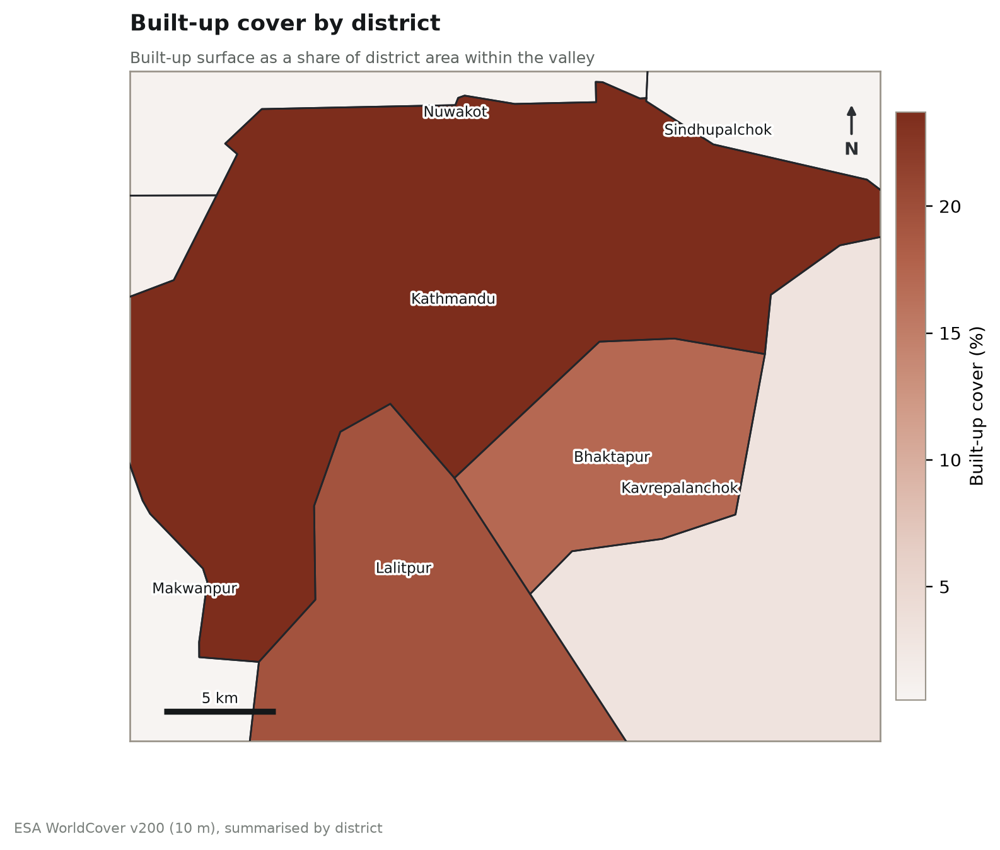 Built-up cover by district
Built-up surface as a share of district area within the valley
Nuwakot
Sindhupalchok
N
Kathmandu
Bhaktapur
Kavrepalanchok
Lalitpur
Makwanpur
5 km
20
15
10
5
Built-up cover (%)
ESA WorldCover v200 (10 m), summarised by district